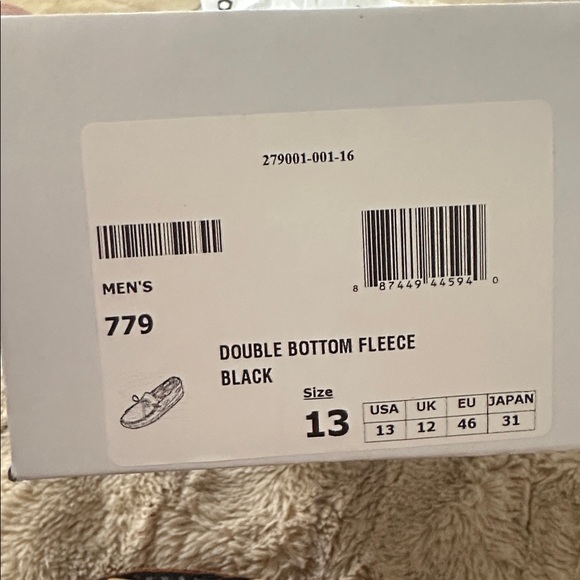 279001-001-16
8 87449 44594 0
MEN'S
779
DOUBLE BOTTOM FLEECE
BLACK
Size
13
USA UK EU JAPAN
13 12 46 31